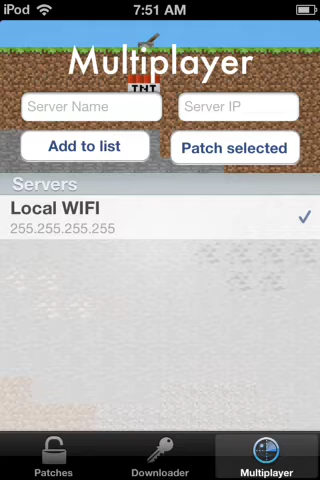 iPod 7:51 AM
Multiplayer
TNT
Server Name Server IP
Add to list Patch selected
Servers
Local WIFI
255.255.255.255
Patches Downloader Multiplayer